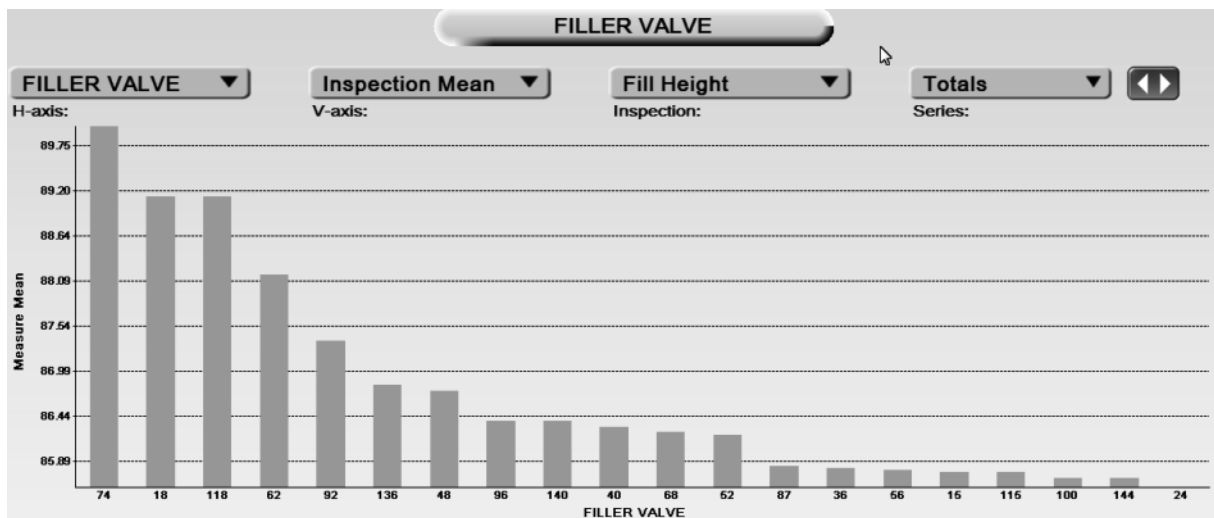 FILLER VALVE
FILLER VALVE Inspection Mean Fill Height Totals
H-axis: V-axis: Inspection: Series:
89.75
89.20
88.64
88.09
87.54
86.99
86.44
85.89
Measure Mean
74 18 118 62 92 136 48 96 140 40 68 52 87 36 56 15 115 100 144 24
FILLER VALVE